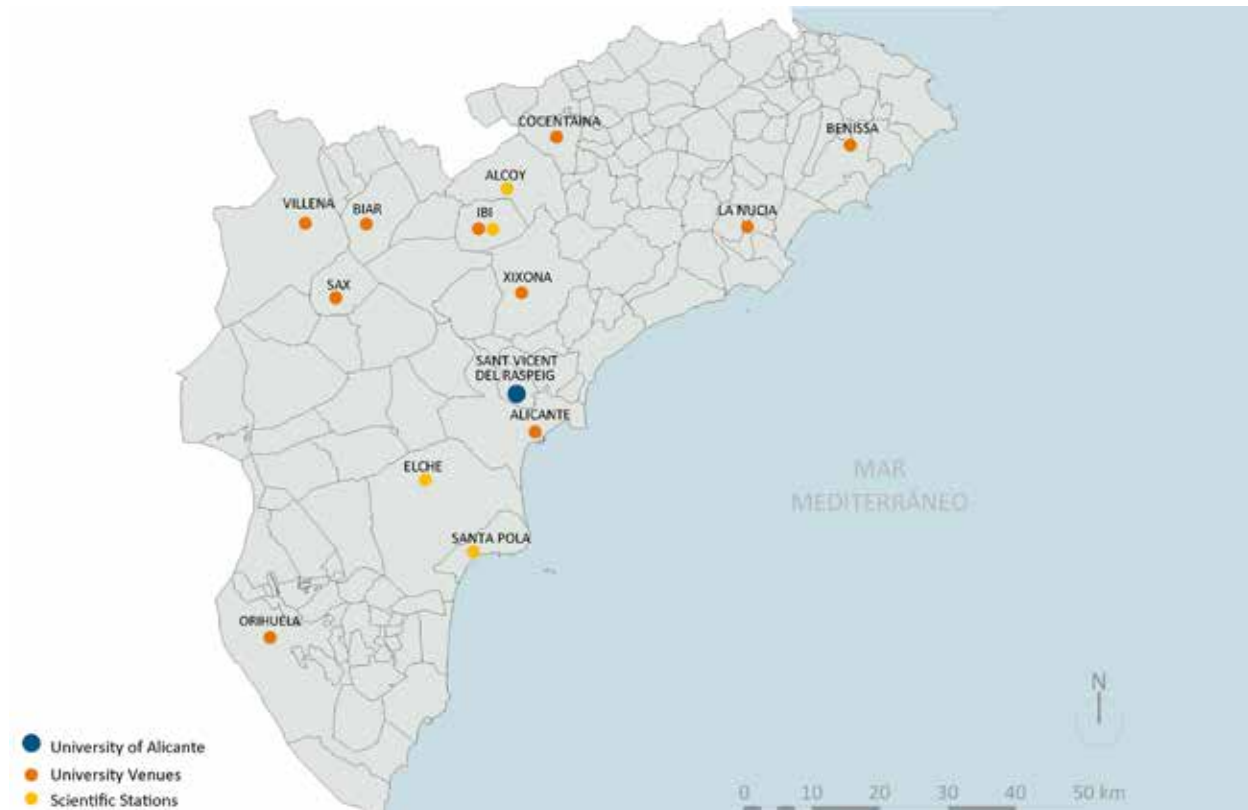 COCENTAINA
BENISSA
ALCOY
VILLENA
BIAR
IBI
LA NUCIA
SAX
XIXONA
SANT VICENT
DEL RASPEIG
ALICANTE
ELCHE
MAR
MEDITERRÁNEO
SANTA POLA
ORIHUELA
N
University of Alicante
University Venues
Scientific Stations
0 10 20 30 40 50 km